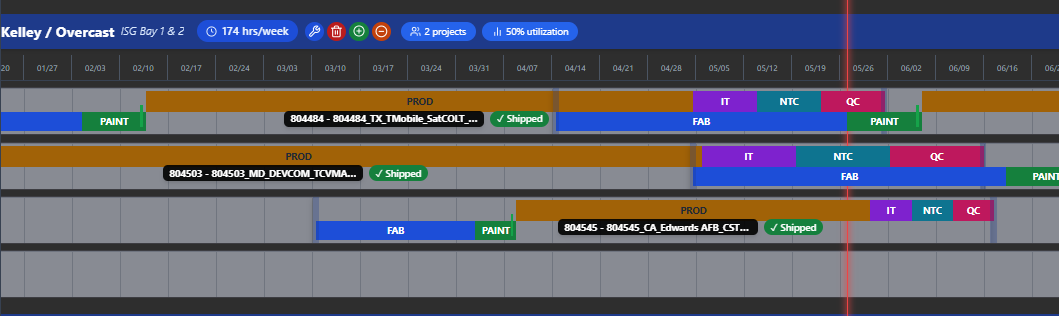 Kelley / Overcast ISG Bay 1 & 2 174 hrs/week 2 projects 50% utilization
20 01/27 02/03 02/10 02/17 02/24 03/03 03/10 03/17 03/24 03/31 04/07 04/14 04/21 04/28 05/05 05/12 05/19 05/26 06/02 06/09 06/16 06/2
PROD IT NTC QC
PAINT 804484 - 804484_TX_TMobile_SatCOLT_... ✓ Shipped FAB PAINT
PROD IT NTC QC
804503 - 804503_MD_DEVCOM_TCVMA... ✓ Shipped FAB PAINT
PROD IT NTC QC
FAB PAINT 804545 - 804545_CA_Edwards AFB_CST... ✓ Shipped